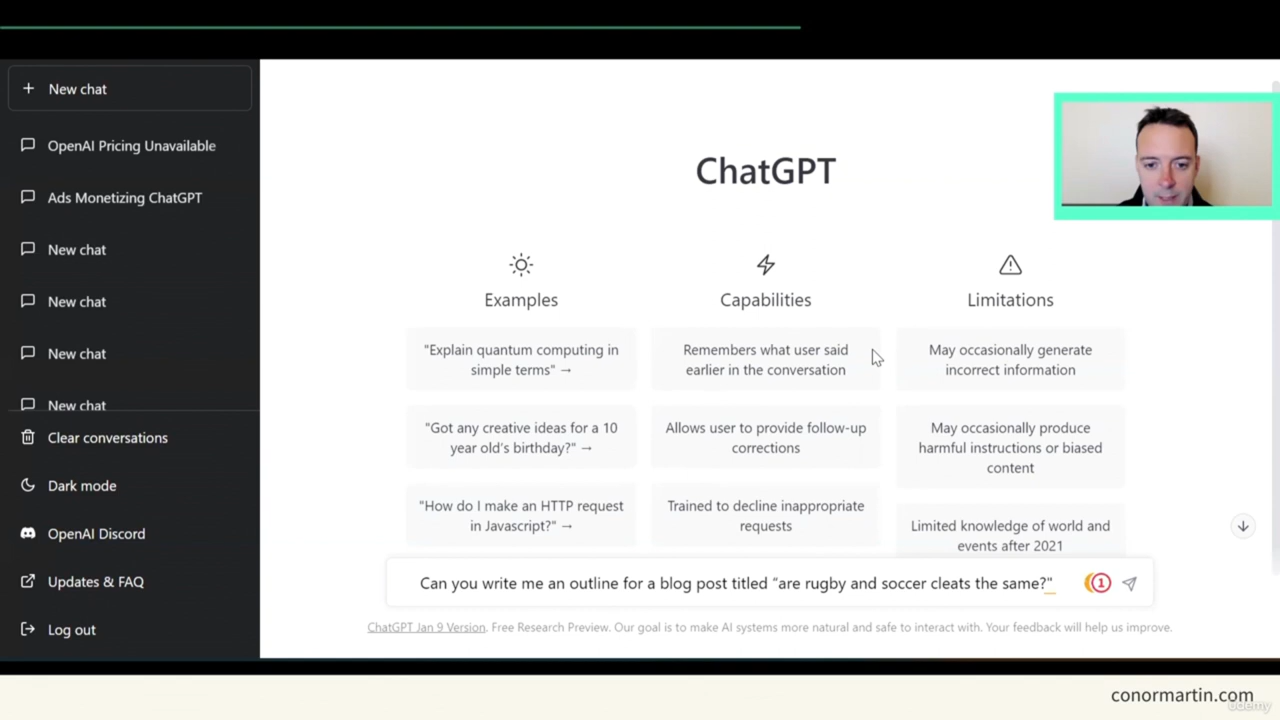 New chat
OpenAI Pricing Unavailable
Ads Monetizing ChatGPT
New chat
New chat
New chat
New chat
Clear conversations
Dark mode
OpenAI Discord
Updates & FAQ
Log out
ChatGPT
Examples
"Explain quantum computing in
simple terms" →
"Got any creative ideas for a 10
year old's birthday?" →
"How do I make an HTTP request
in Javascript?" →
Capabilities
Remembers what user said
earlier in the conversation
Allows user to provide follow-up
corrections
Trained to decline inappropriate
requests
Limitations
May occasionally generate
incorrect information
May occasionally produce
harmful instructions or biased
content
Limited knowledge of world and
events after 2021
Can you write me an outline for a blog post titled “are rugby and soccer cleats the same?"
1
ChatGPT Jan 9 Version. Free Research Preview. Our goal is to make AI systems more natural and safe to interact with. Your feedback will help us improve.
conormartin.com
udemy